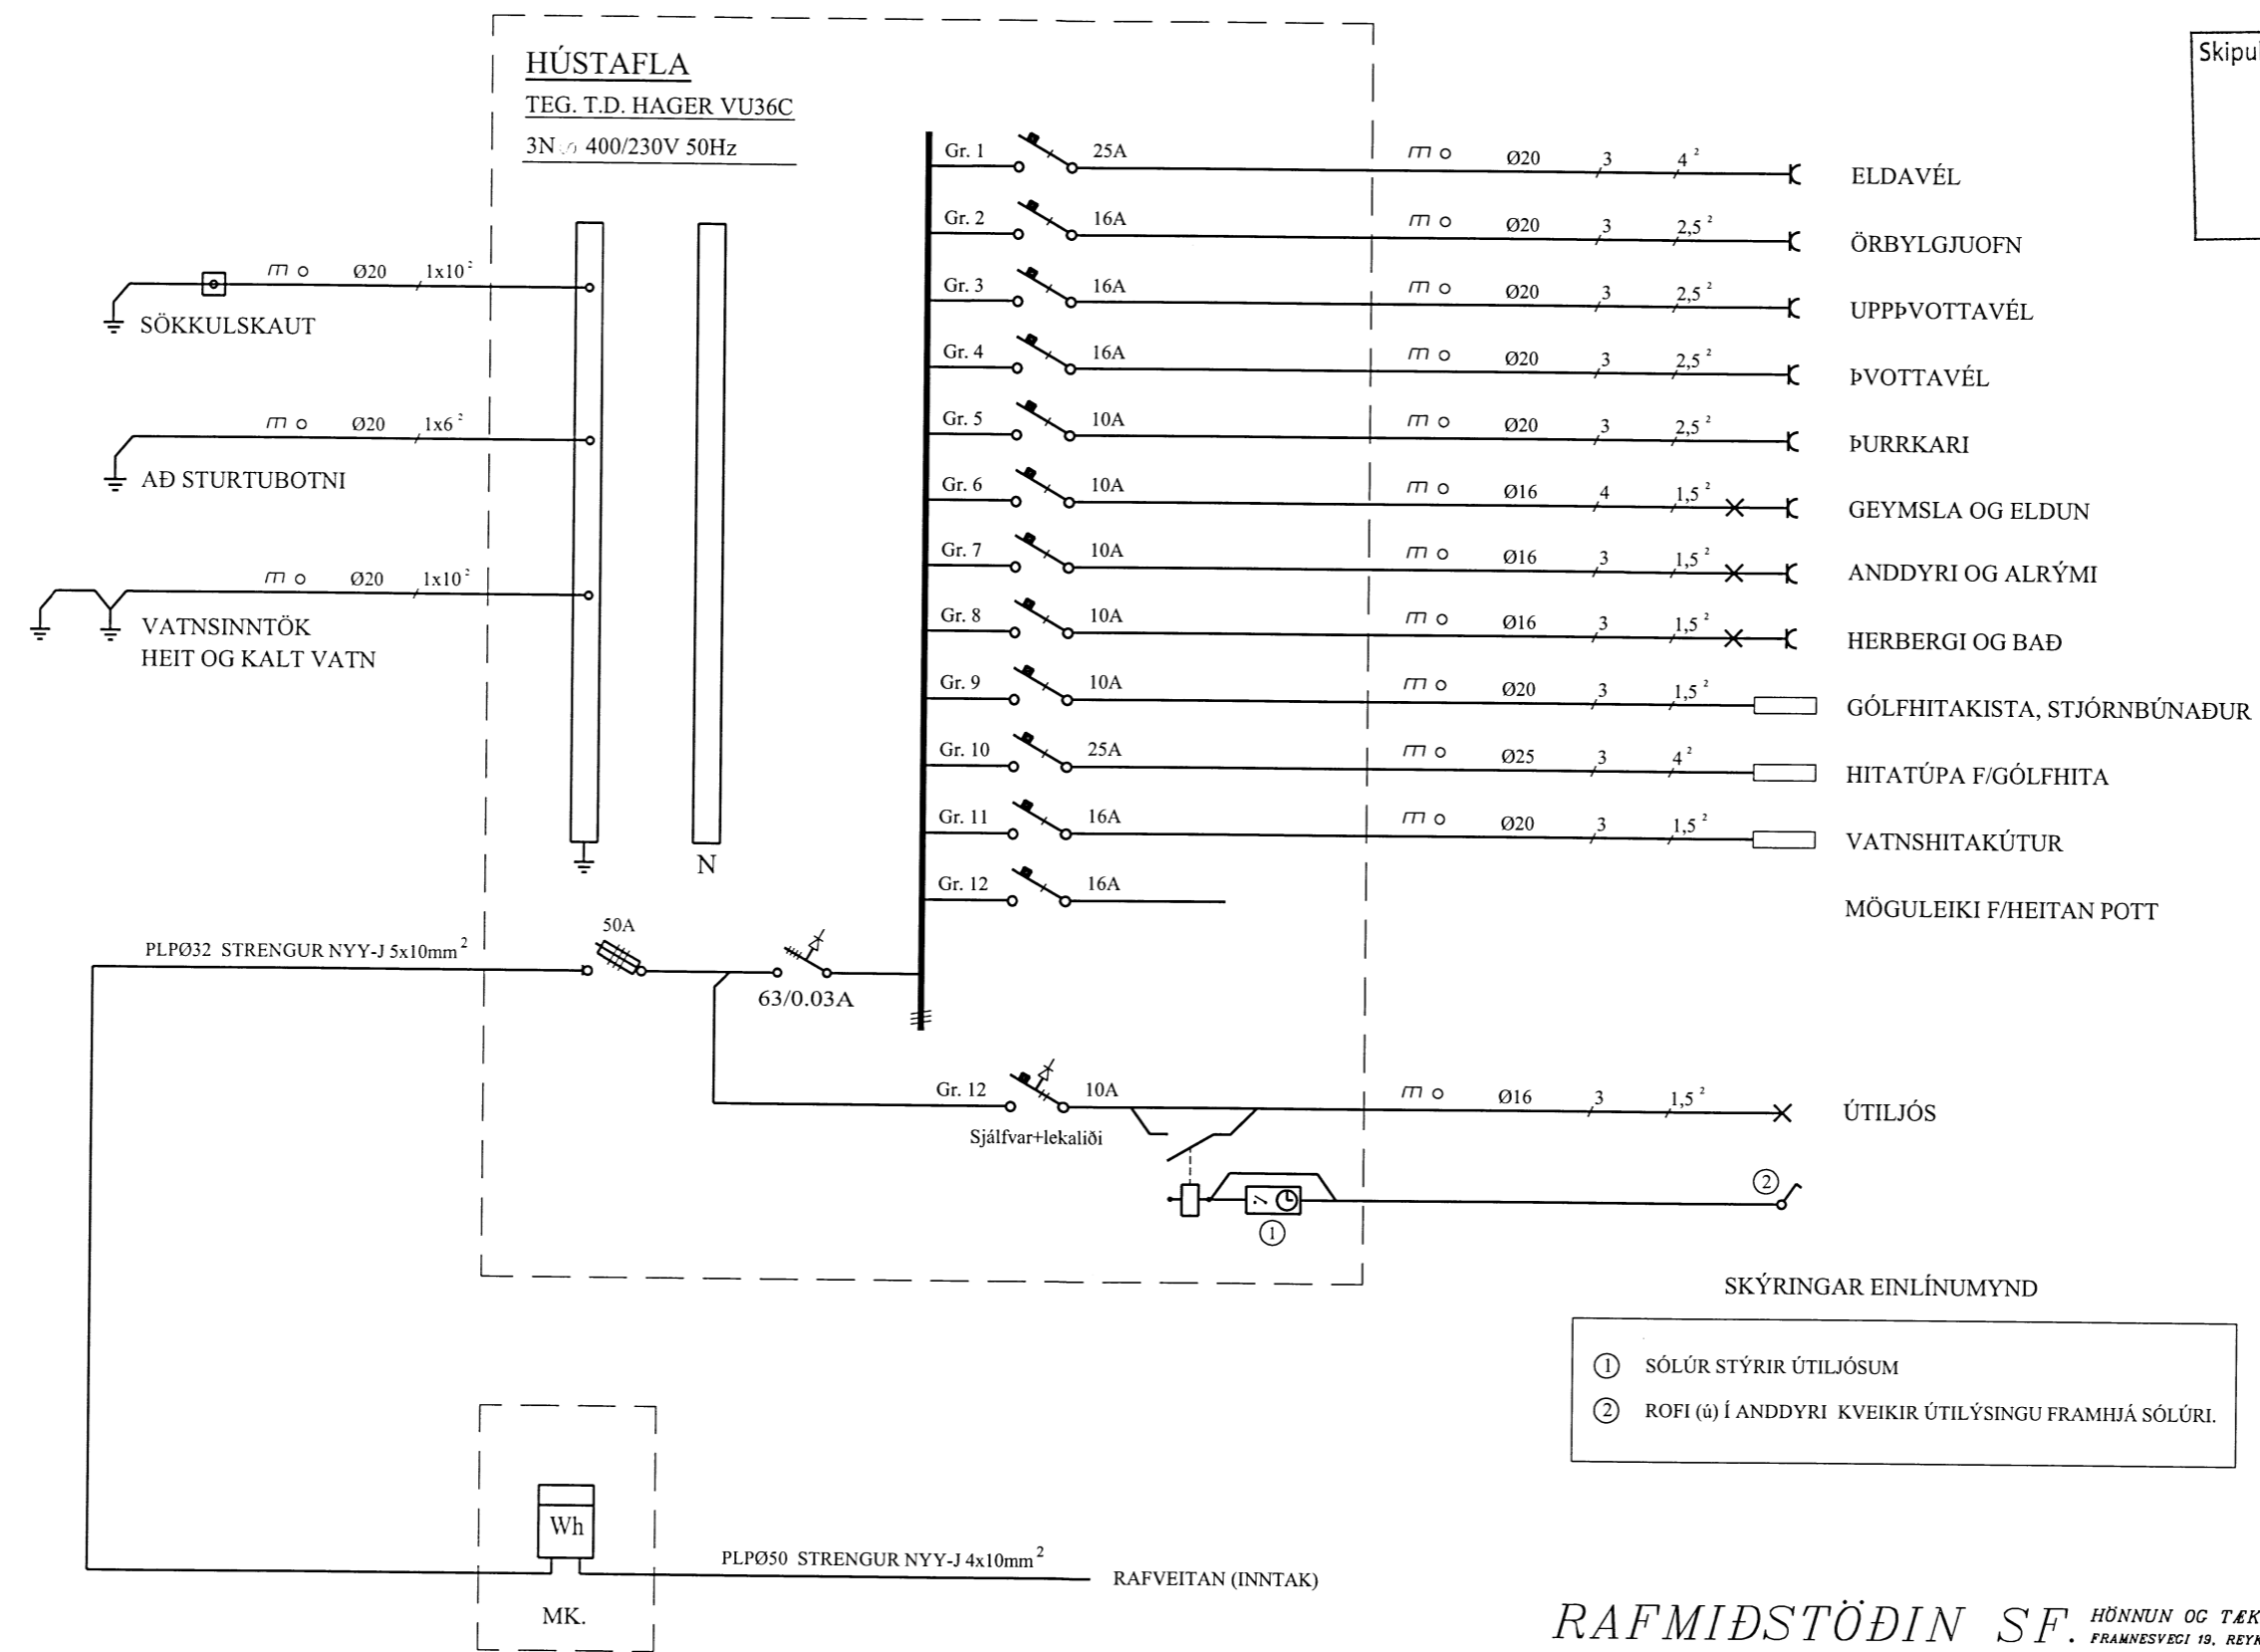 HÚSTAFLA
TEG. T.D. HAGER VU36C
3N 400/230V 50Hz
Gr. 1 25A Ø20 3 4² ELDAVÉL
Gr. 2 16A Ø20 3 2,5² ÖRBYLGJUOFN
Gr. 3 16A Ø20 3 2,5² UPPÞVOTTAVÉL
Gr. 4 16A Ø20 3 2,5² ÞVOTTAVÉL
Gr. 5 10A Ø20 3 2,5² ÞURRKARI
Gr. 6 10A Ø16 4 1,5² GEYMSLA OG ELDUN
Gr. 7 10A Ø16 3 1,5² ANDDYRI OG ALRÝMI
Gr. 8 10A Ø16 3 1,5² HERBERGI OG BAÐ
Gr. 9 10A Ø20 3 1,5² GÓLFHITAKISTA, STJÓRNBÚNAÐUR
Gr. 10 25A Ø25 3 4² HITATÚPA F/GÓLFHITA
Gr. 11 16A Ø20 3 1,5² VATNSHITAKÚTUR
Gr. 12 16A MÖGULEIKI F/HEITAN POTT
Ø20 1x10²
SÖKKULSKAUT
Ø20 1x6²
AÐ STURTUBOTNI
Ø20 1x10²
VATNSINNTÖK
HEIT OG KALT VATN
N
50A
PLPØ32 STRENGUR NYY-J 5x10mm²
63/0.03A
Gr. 12 10A Ø16 3 1,5² ÚTILJÓS
Sjálfvar+lekaliði
2
1
SKÝRINGAR EINLÍNUMYND
1 SÓLÚR STÝRIR ÚTILJÓSUM
2 ROFI (ú) Í ANDDYRI KVEIKIR ÚTILÝSINGU FRAMHJÁ SÓLÚRI.
Wh
MK.
PLPØ50 STRENGUR NYY-J 4x10mm²
RAFVEITAN (INNTAK)
RAFMIÐSTÖÐIN SF.
HÖNNUN OG
FRAMNESVEGI 19,